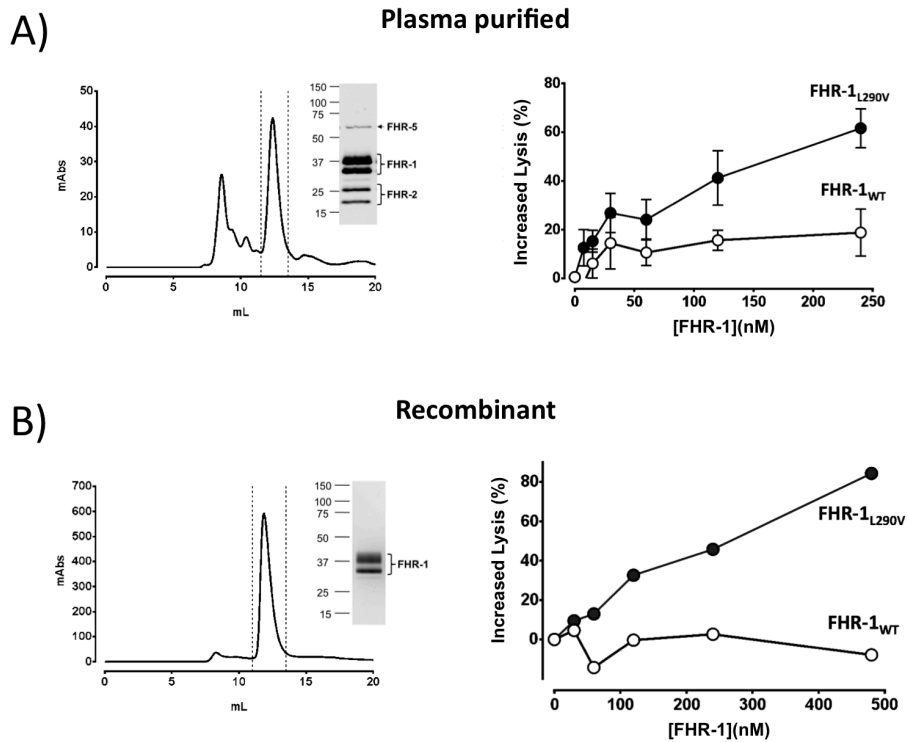 A)
Plasma purified
50
40
30
20
10
0
mAbs
0 5 10 15 20
mL
150
100
75
50
37
25
15
FHR-5
FHR-1
FHR-2
80
60
40
20
0
Increased Lysis (%)
FHR-1L290V
FHR-1WT
0 50 100 150 200 250
[FHR-1](nM)
B)
Recombinant
700
600
500
400
300
200
100
0
mAbs
0 5 10 15 20
mL
150
100
75
50
37
25
15
FHR-1
80
60
40
20
0
Increased Lysis (%)
FHR-1L290V
FHR-1WT
0 100 200 300 400 500
[FHR-1](nM)